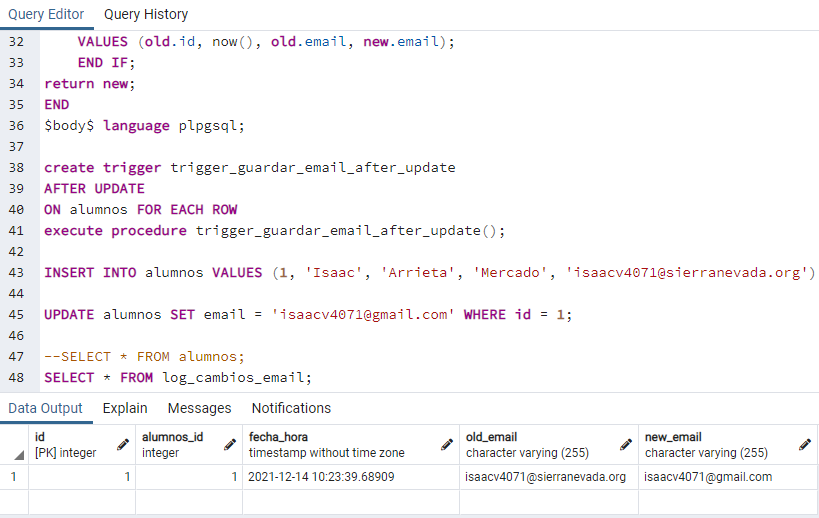 Query Editor Query History
32 VALUES (old.id, now(), old.email, new.email);
33 END IF;
34 return new;
35 END
36 $body$ language plpgsql;
37
38 create trigger trigger_guardar_email_after_update
39 AFTER UPDATE
40 ON alumnos FOR EACH ROW
41 execute procedure trigger_guardar_email_after_update();
42
43 INSERT INTO alumnos VALUES (1, 'Isaac', 'Arrieta', 'Mercado', 'isaacv4071@sierranevada.org')
44
45 UPDATE alumnos SET email = 'isaacv4071@gmail.com' WHERE id = 1;
46
47 --SELECT * FROM alumnos;
48 SELECT * FROM log_cambios_email;
Data Output Explain Messages Notifications
id alumnos_id fecha_hora old_email new_email
[PK] integer integer timestamp without time zone character varying (255) character varying (255)
1 1 1 2021-12-14 10:23:39.68909 isaacv4071@sierranevada.org isaacv4071@gmail.com